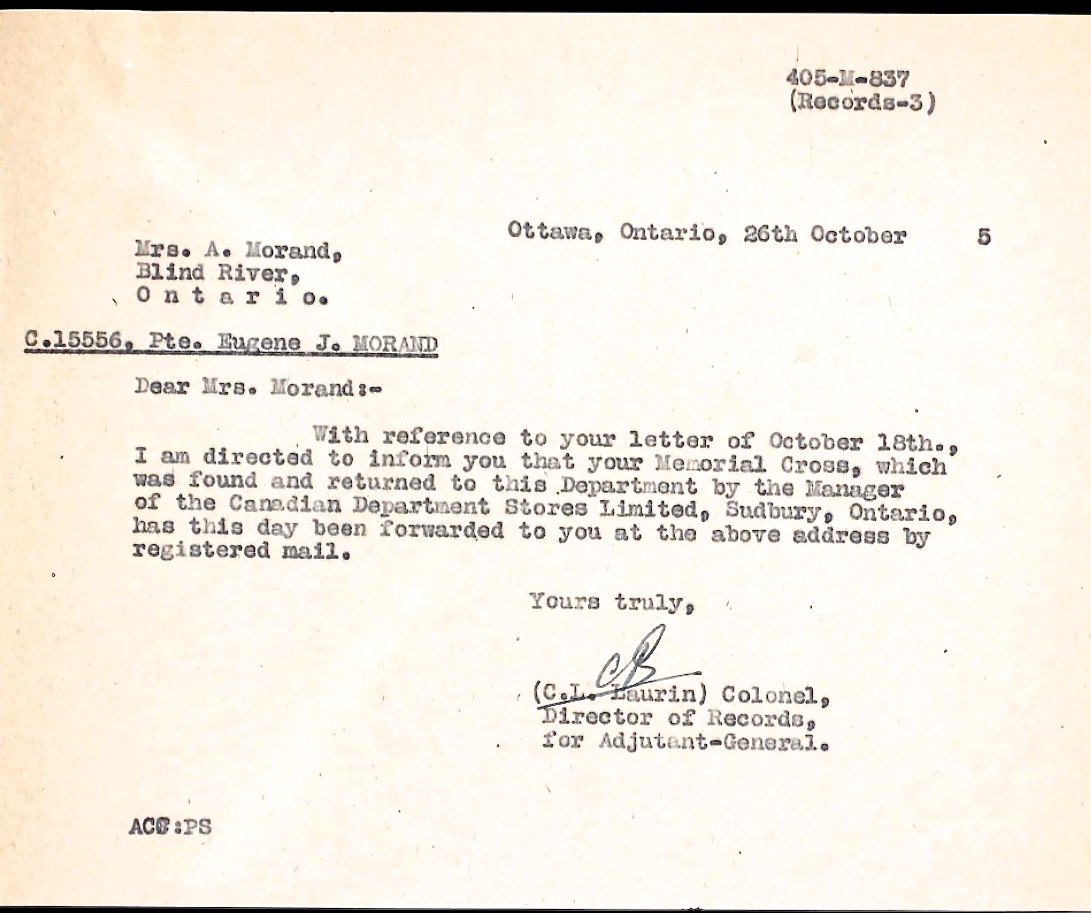 405-M-837
(Records-3)
Ottawa, Ontario, 26th October 5
Mrs. A. Morand,
Blind River,
O n t a r i o.
C.15556, Pte. Eugene J. MORAND
Dear Mrs. Morand:-
With reference to your letter of October 18th.,
I am directed to inform you that your Memorial Cross, which
was found and returned to this Department by the Manager
of the Canadian Department Stores Limited, Sudbury, Ontario,
has this day been forwarded to you at the above address by
registered mail.
Yours truly,
(C.L. Laurin) Colonel,
Director of Records,
for Adjutant-General.
:PS